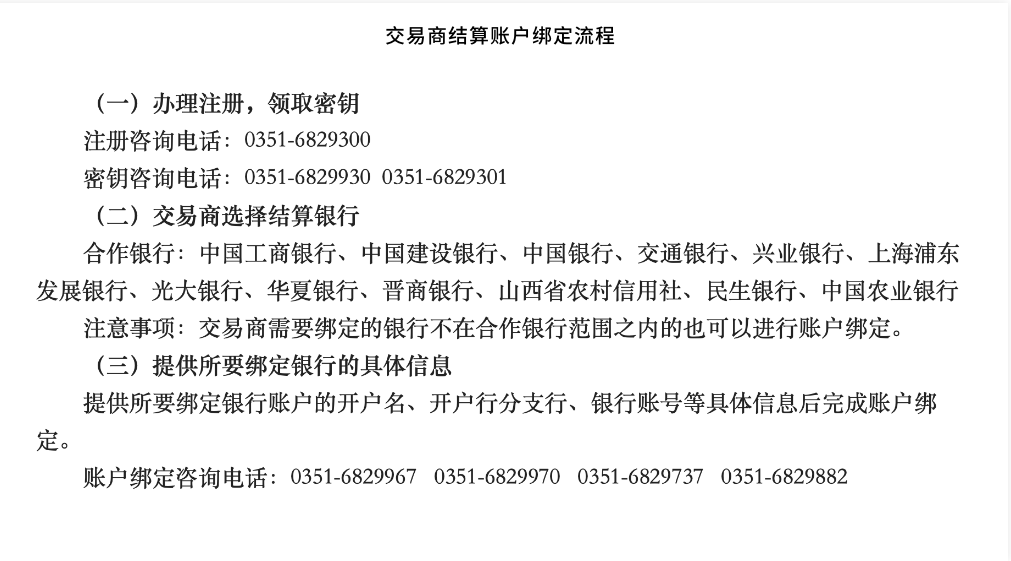 交易商结算账户绑定流程
（一）办理注册，领取密钥
注册咨询电话：0351-6829300
密钥咨询电话：0351-6829930 0351-6829301
（二）交易商选择结算银行
合作银行：中国工商银行、中国建设银行、中国银行、交通银行、兴业银行、上海浦东
发展银行、光大银行、华夏银行、晋商银行、山西省农村信用社、民生银行、中国农业银行
注意事项：交易商需要绑定的银行不在合作银行范围之内的也可以进行账户绑定。
（三）提供所要绑定银行的具体信息
提供所要绑定银行账户的开户名、开户行分支行、银行账号等具体信息后完成账户绑
定。
账户绑定咨询电话：0351-6829967 0351-6829970 0351-6829737 0351-6829882